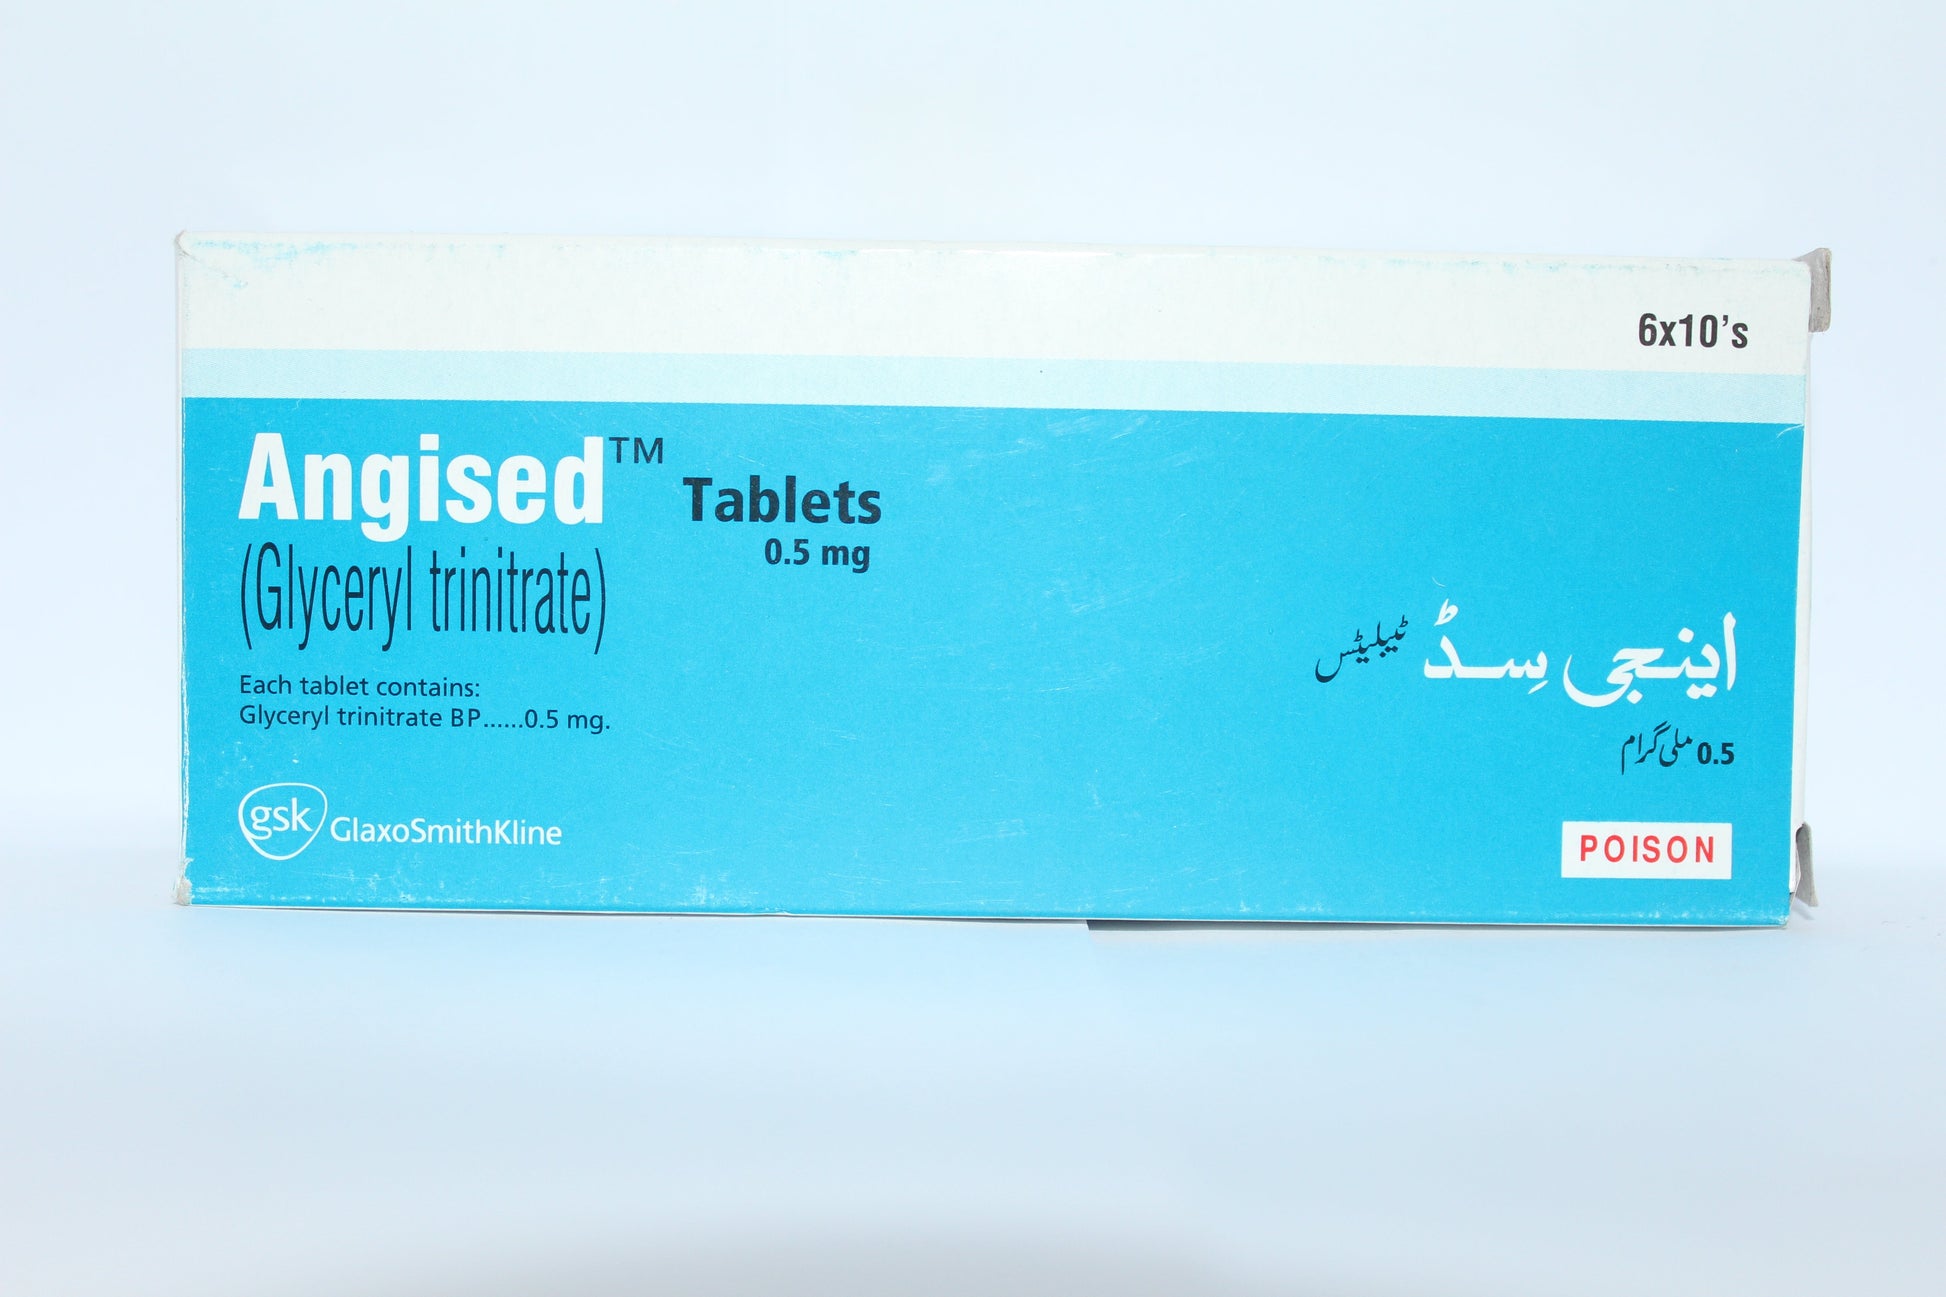 6x10's
Angised™ Tablets
0.5 mg
(Glyceryl trinitrate)
Each tablet contains:
Glyceryl trinitrate BP......0.5 mg.
اینجی سِڈ ٹیبلیٹس
0.5 ملی گرام
gsk GlaxoSmithKline
POISON